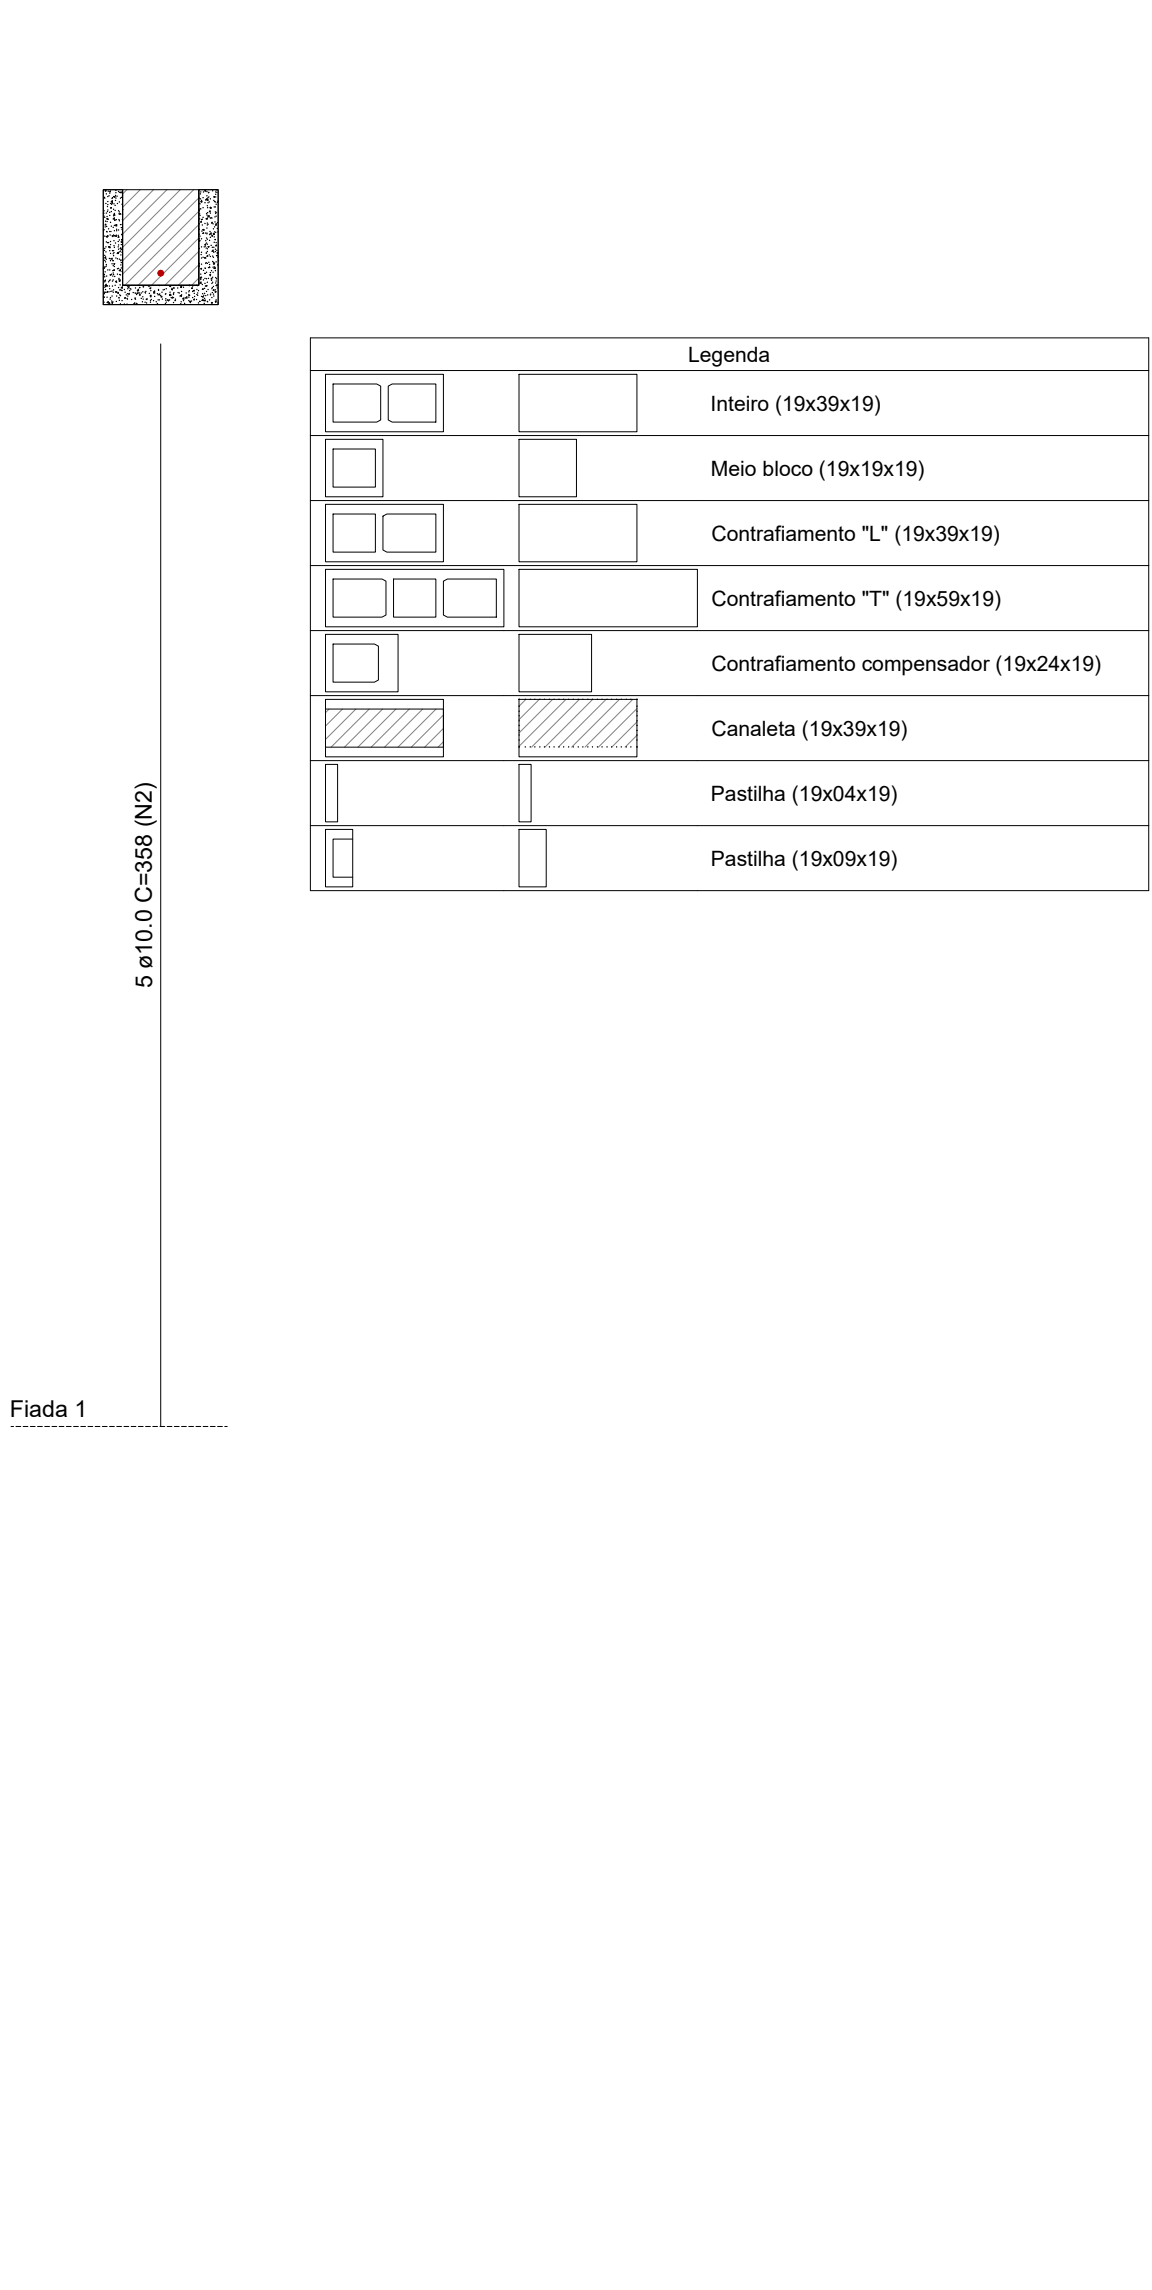 Legenda
Inteiro (19x39x19)
Meio bloco (19x19x19)
Contrafiamento "L" (19x39x19)
Contrafiamento "T" (19x59x19)
Contrafiamento compensador (19x24x19)
Canaleta (19x39x19)
Pastilha (19x04x19)
Pastilha (19x09x19)
5 ø10.0 C=358 (N2)
Fiada 1